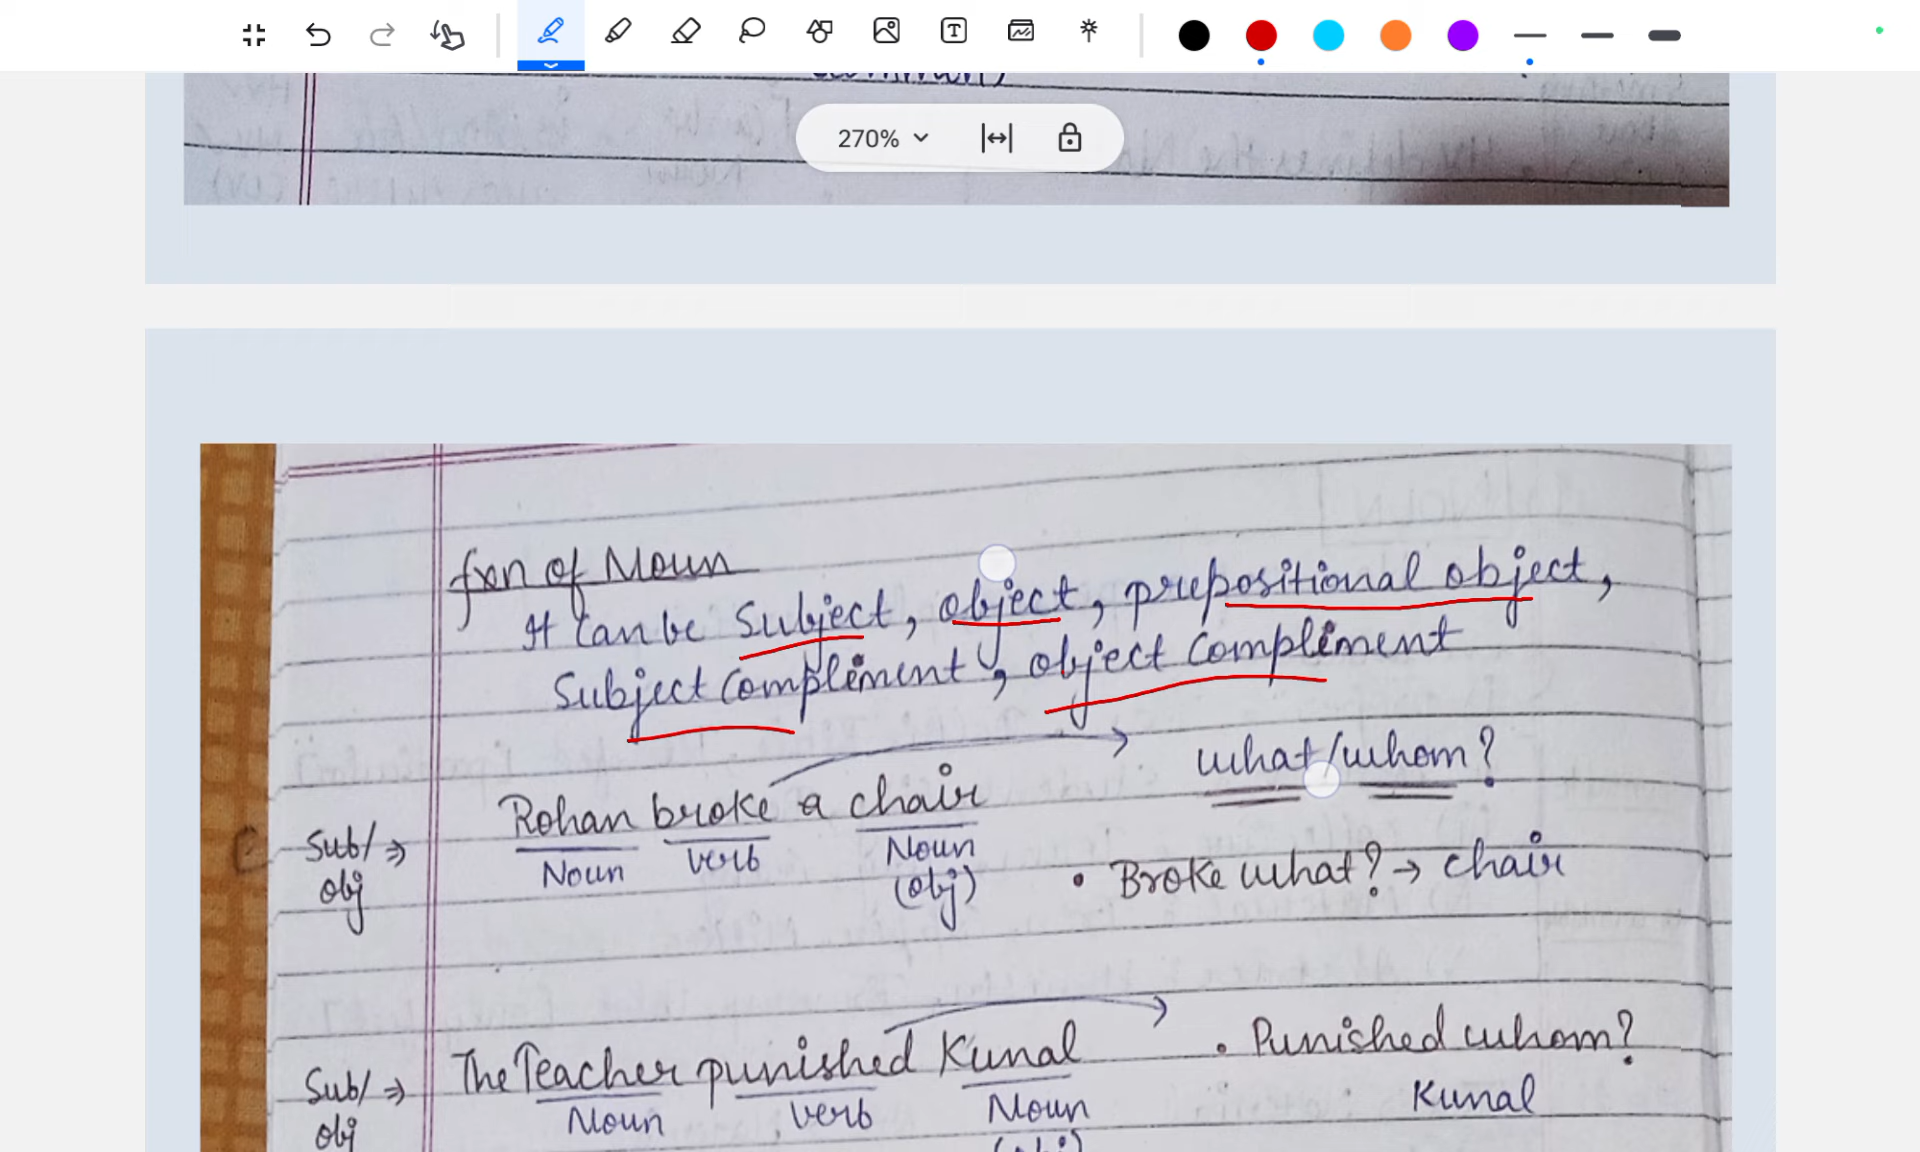 270%
fxn of Noun
It can be Subject, object, prepositional object,
Subject Compliment, object Compliment
what/whom?
Rohan broke a chair
Sub/ ⇒
obj
Noun verb Noun
(obj)
• Broke what? → chair
The Teacher punished Kunal
• Punished whom?
Kunal
Sub/ ⇒
obj
Noun verb Noun
(obj)